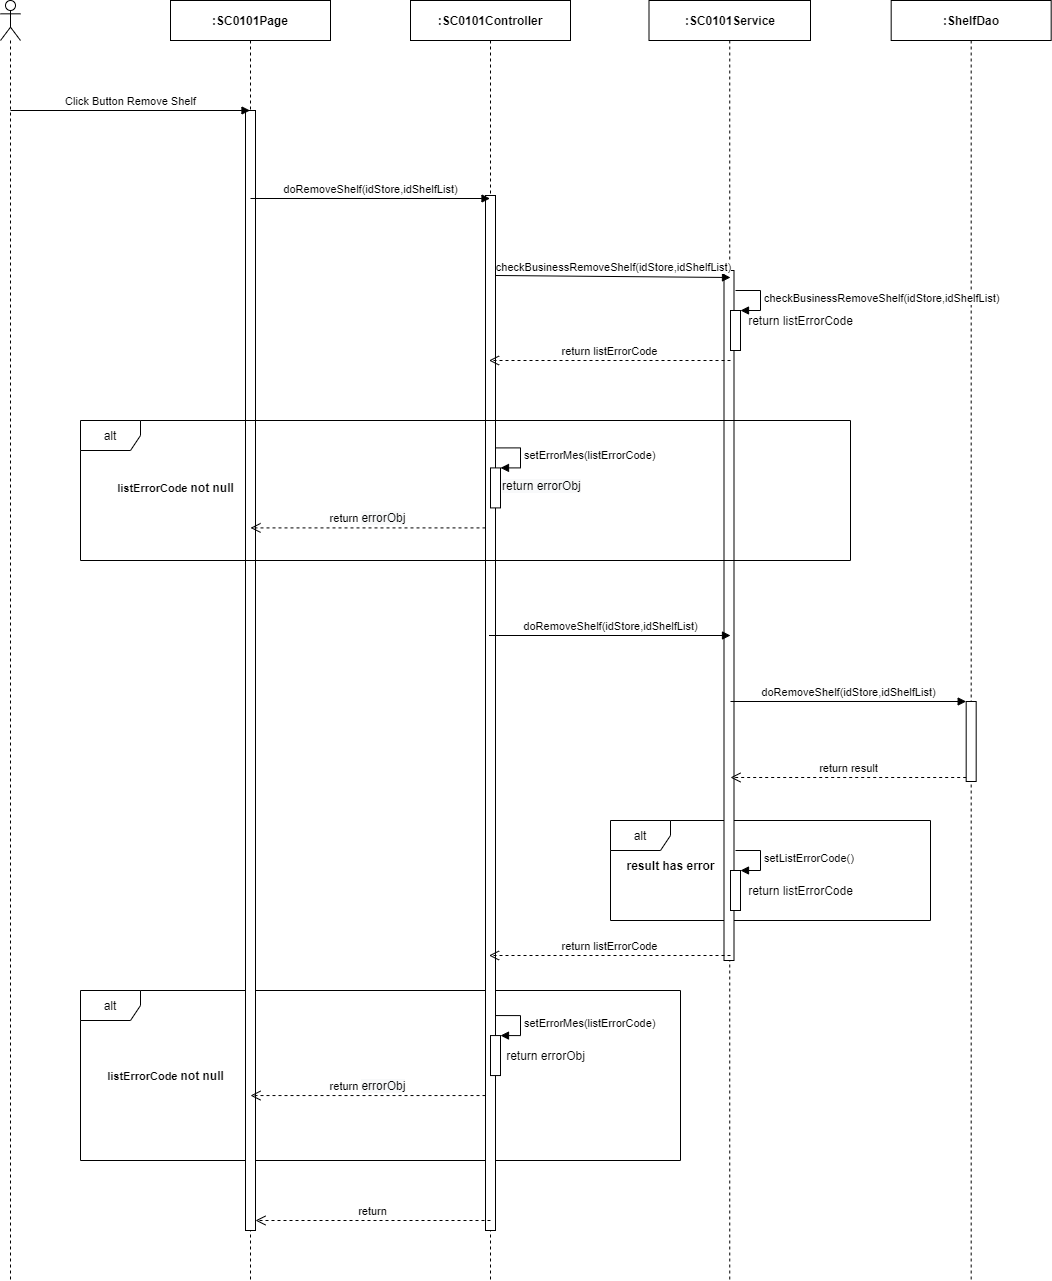 :SC0101Page
:SC0101Controller
:SC0101Service
:ShelfDao
Click Button Remove Shelf
doRemoveShelf(idStore,idShelfList)
checkBusinessRemoveShelf(idStore,idShelfList)
checkBusinessRemoveShelf(idStore,idShelfList)
return listErrorCode
return listErrorCode
alt
setErrorMes(listErrorCode)
listErrorCode not null
return errorObj
return errorObj
doRemoveShelf(idStore,idShelfList)
doRemoveShelf(idStore,idShelfList)
return result
alt
result has error
setListErrorCode()
return listErrorCode
return listErrorCode
alt
setErrorMes(listErrorCode)
return errorObj
listErrorCode not null
return errorObj
return